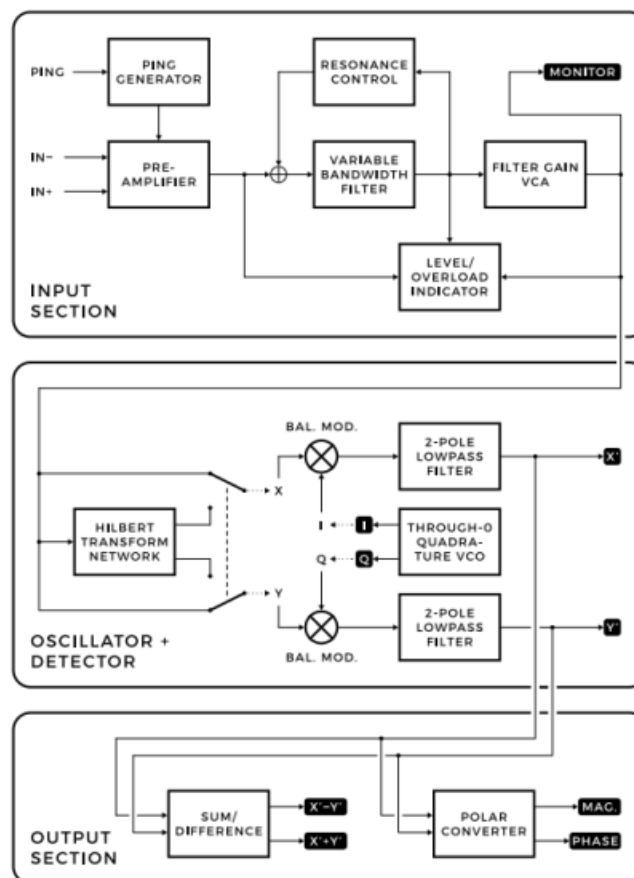 PING
PING
GENERATOR
RESONANCE
CONTROL
MONITOR
IN−
IN+
PRE-
AMPLIFIER
VARIABLE
BANDWIDTH
FILTER
FILTER GAIN
VCA
LEVEL/
OVERLOAD
INDICATOR
INPUT
SECTION
BAL. MOD.
2-POLE
LOWPASS
FILTER
X'
X
HILBERT
TRANSFORM
NETWORK
I
I
Q
Q
THROUGH-0
QUADRA-
TURE VCO
Y
2-POLE
LOWPASS
FILTER
Y'
BAL. MOD.
OSCILLATOR +
DETECTOR
SUM/
DIFFERENCE
X'−Y'
X'+Y'
POLAR
CONVERTER
MAG.
PHASE
OUTPUT
SECTION